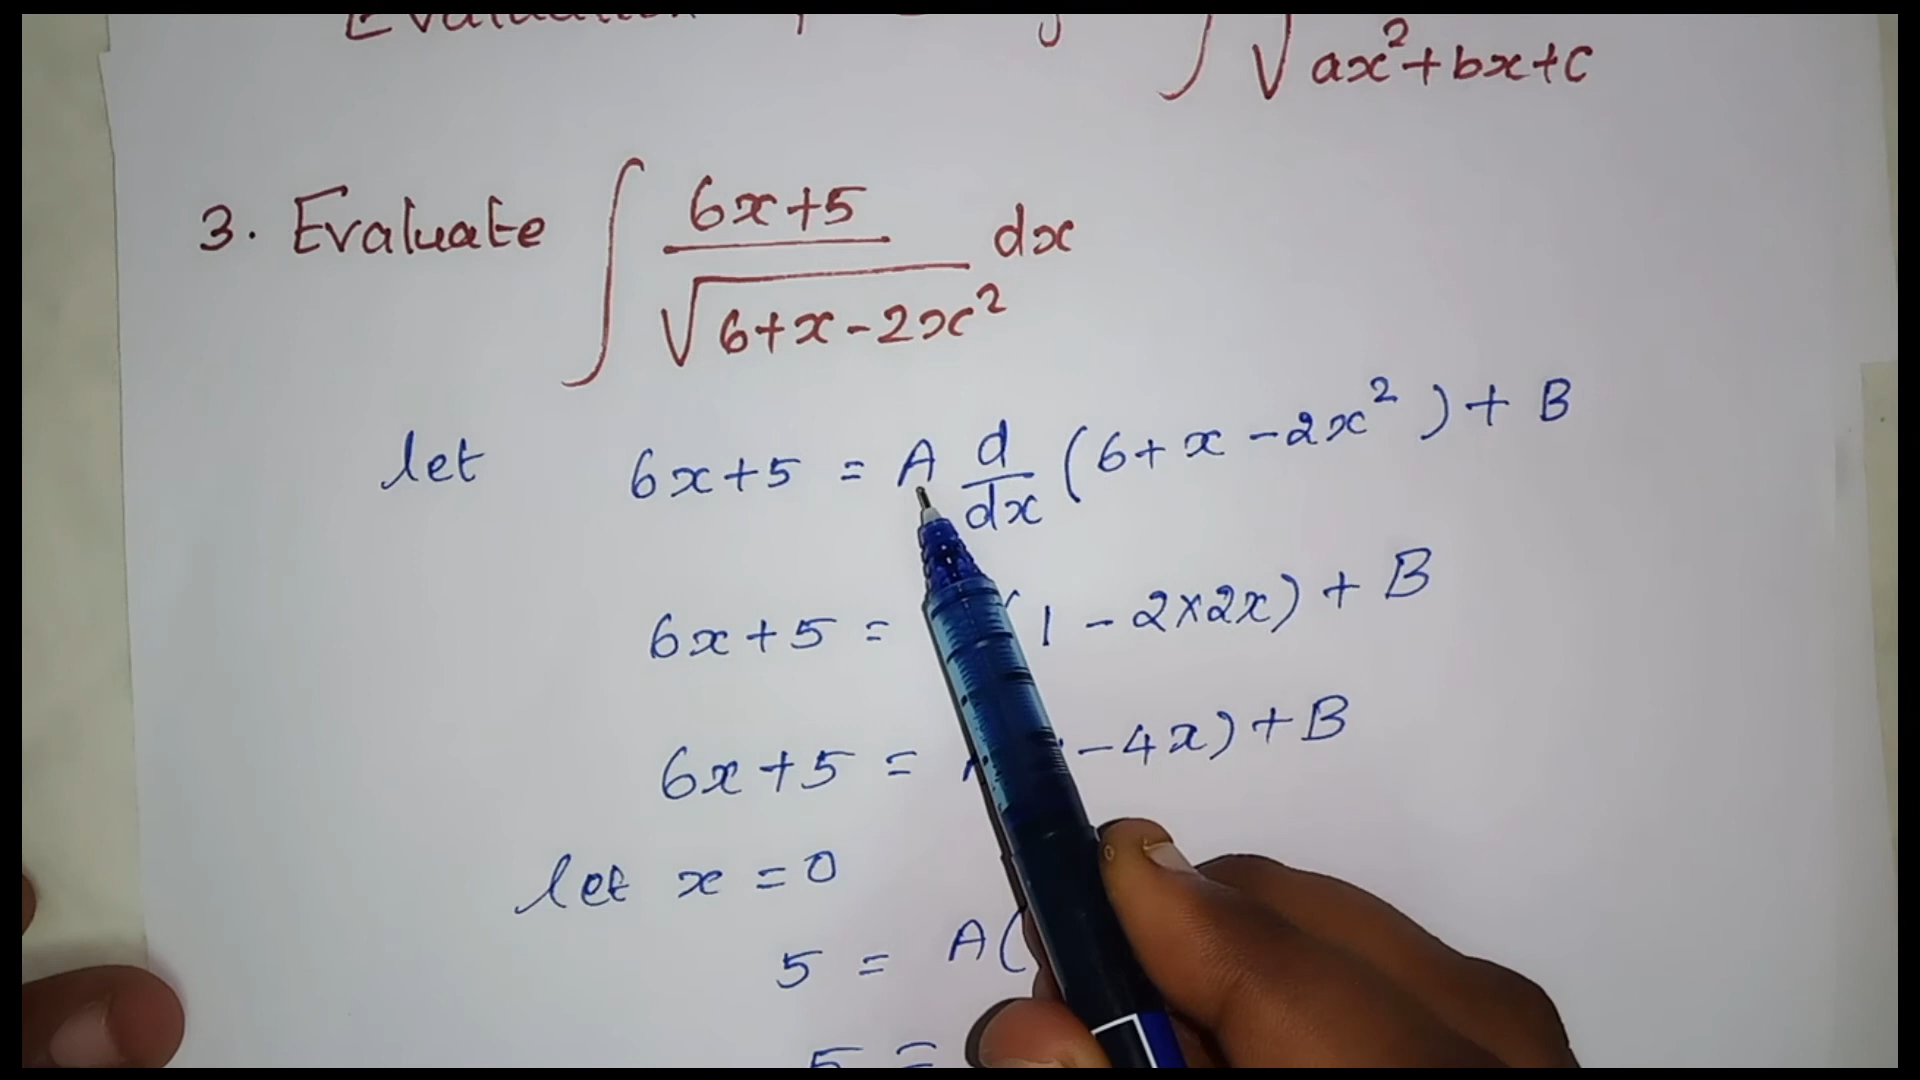 ∫ √ax²+bx+c
3. Evaluate ∫ 6x+5 / √6+x-2x² dx
let 6x+5 = A d/dx (6+x-2x²) + B
6x+5 = (1-2×2x) + B
6x+5 = -4x) + B
let x = 0
5 = A(
5 =